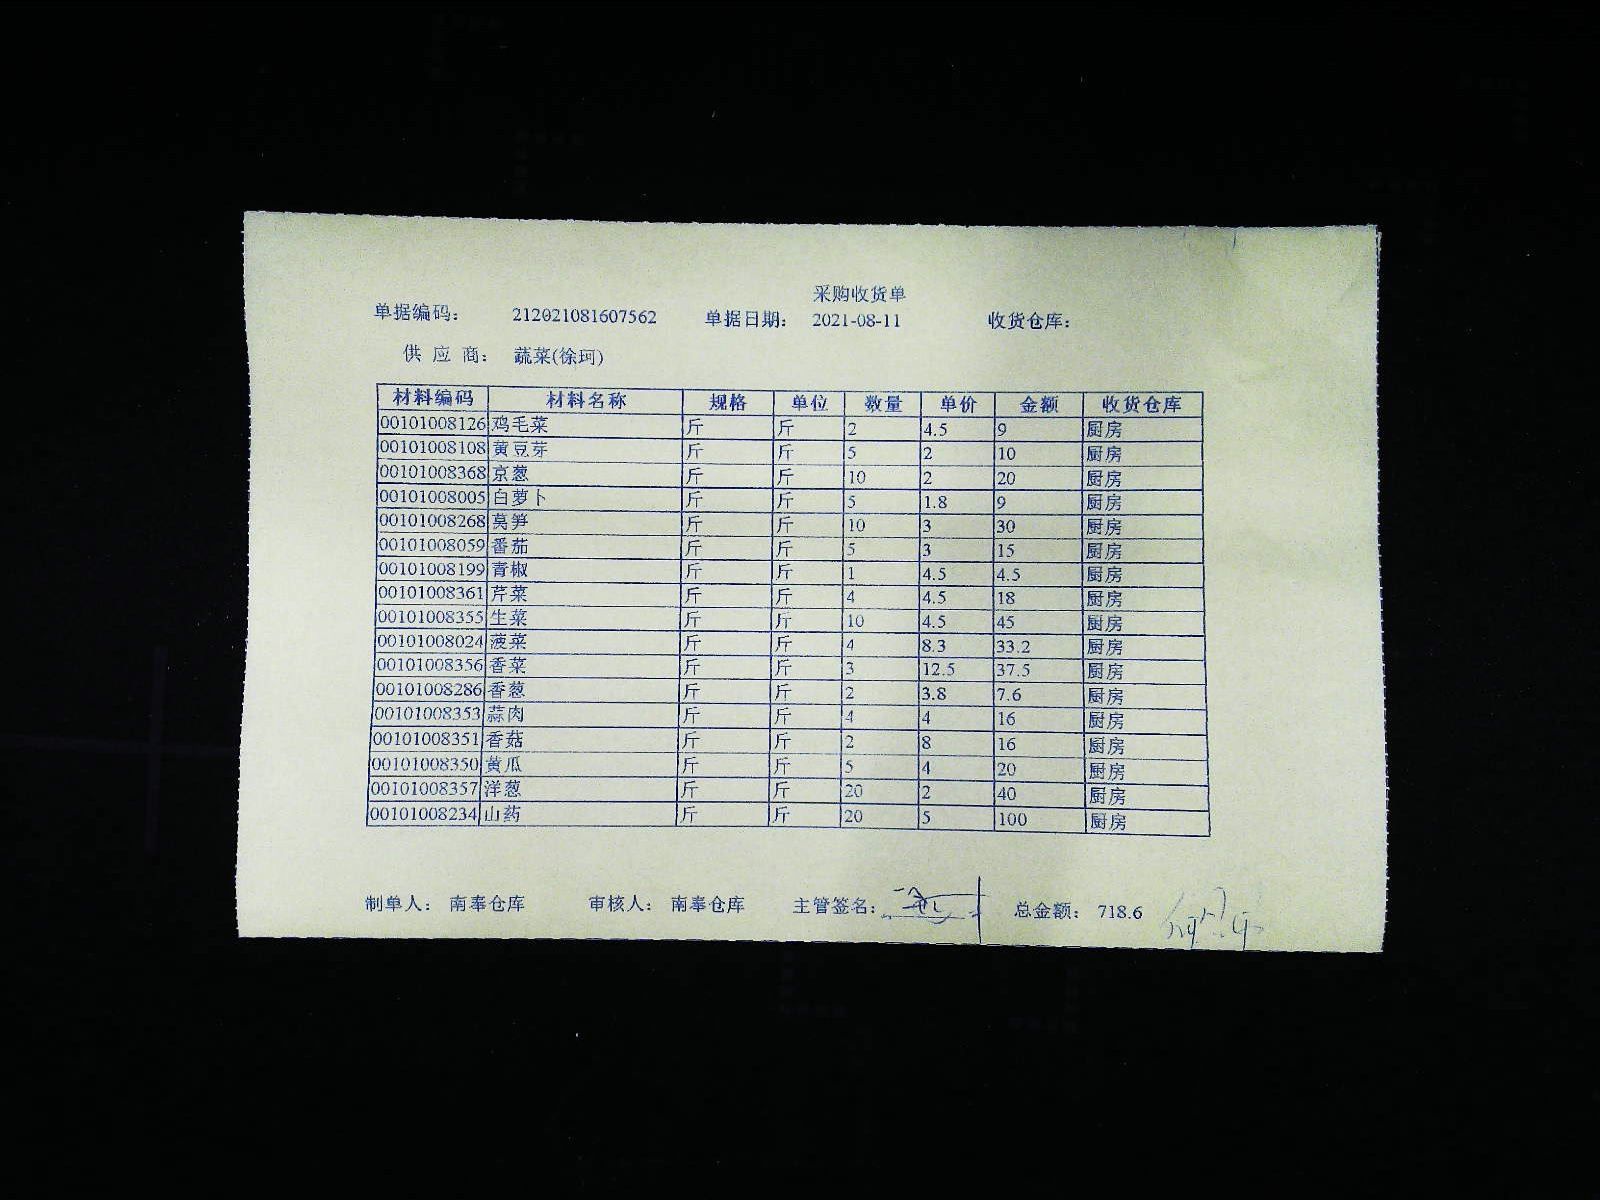 采购收货单
单据编码： 212021081607562 单据日期： 2021-08-11 收货仓库：
供 应 商： 蔬菜(徐珂)
材料编码 材料名称 规格 单位 数量 单价 金额 收货仓库
00101008126 鸡毛菜 斤 斤 2 4.5 9 厨房
00101008108 黄豆芽 斤 斤 5 2 10 厨房
00101008368 京葱 斤 斤 10 2 20 厨房
00101008005 白萝卜 斤 斤 5 1.8 9 厨房
00101008268 莴笋 斤 斤 10 3 30 厨房
00101008059 番茄 斤 斤 5 3 15 厨房
00101008199 青椒 斤 斤 1 4.5 4.5 厨房
00101008361 芹菜 斤 斤 4 4.5 18 厨房
00101008355 生菜 斤 斤 10 4.5 45 厨房
00101008024 菠菜 斤 斤 4 8.3 33.2 厨房
00101008356 香菜 斤 斤 3 12.5 37.5 厨房
00101008286 香葱 斤 斤 2 3.8 7.6 厨房
00101008353 蒜肉 斤 斤 4 4 16 厨房
00101008351 香菇 斤 斤 2 8 16 厨房
00101008350 黄瓜 斤 斤 5 4 20 厨房
00101008357 洋葱 斤 斤 20 2 40 厨房
00101008234 山药 斤 斤 20 5 100 厨房
制单人： 南奉仓库 审核人： 南奉仓库 主管签名： 总金额： 718.6